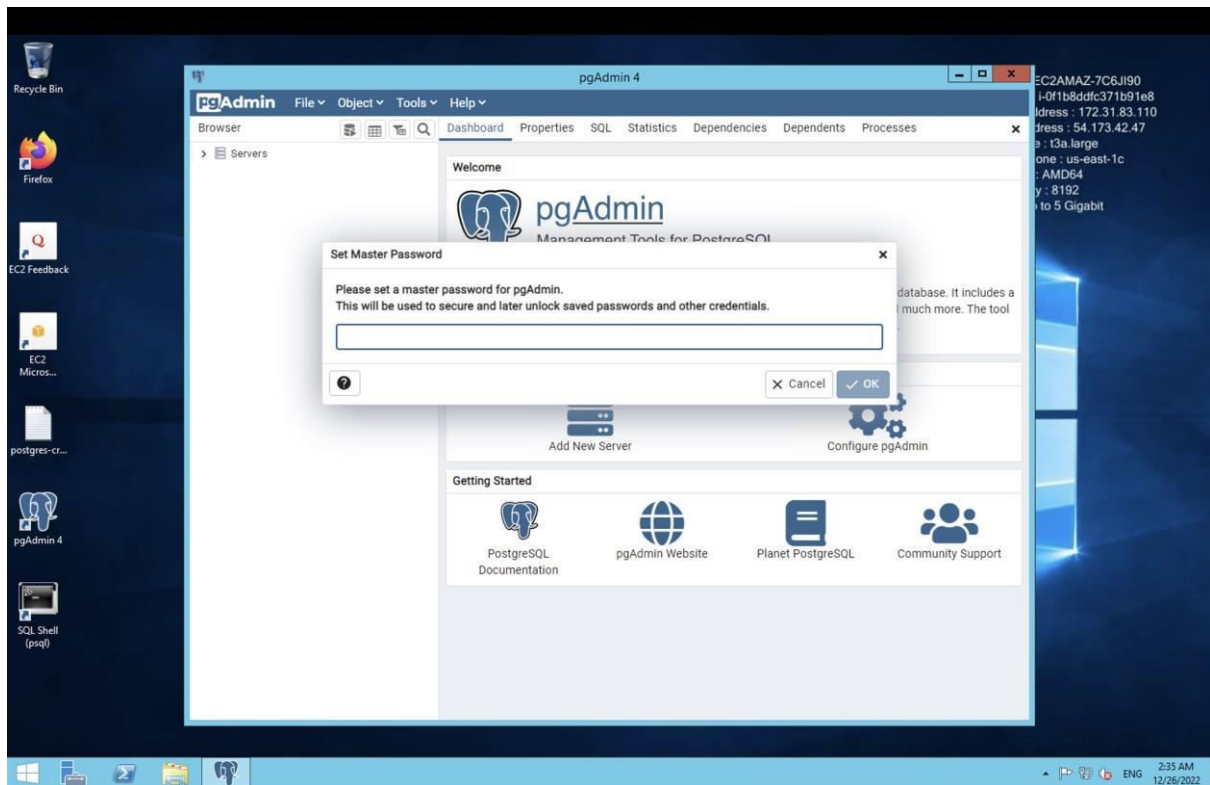 Recycle Bin
Firefox
EC2 Feedback
EC2
Micros...
postgres-cr...
pgAdmin 4
SQL Shell
(psql)
pgAdmin 4
pgAdmin File Object Tools Help
Browser
Dashboard Properties SQL Statistics Dependencies Dependents Processes
Servers
Welcome
pgAdmin
Management Tools for PostgreSQL
Set Master Password
Please set a master password for pgAdmin.
This will be used to secure and later unlock saved passwords and other credentials.
Cancel OK
database. It includes a
much more. The tool
Add New Server
Configure pgAdmin
Getting Started
PostgreSQL
Documentation
pgAdmin Website
Planet PostgreSQL
Community Support
EC2AMAZ-7C6JI90
i-0f1b8ddfc371b91e8
ddress : 172.31.83.110
dress : 54.173.42.47
e : t3a.large
one : us-east-1c
: AMD64
y : 8192
to 5 Gigabit
ENG
2:35 AM
12/26/2022